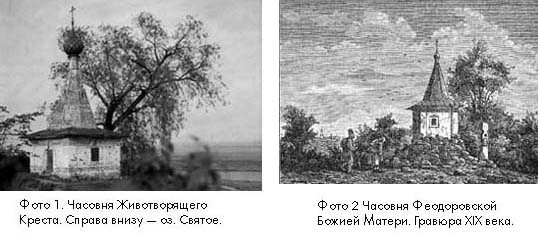 Фото 1. Часовня Животворящего
Креста. Справа внизу — оз. Святое.
Фото 2 Часовня Феодоровской
Божией Матери. Гравюра XIX века.